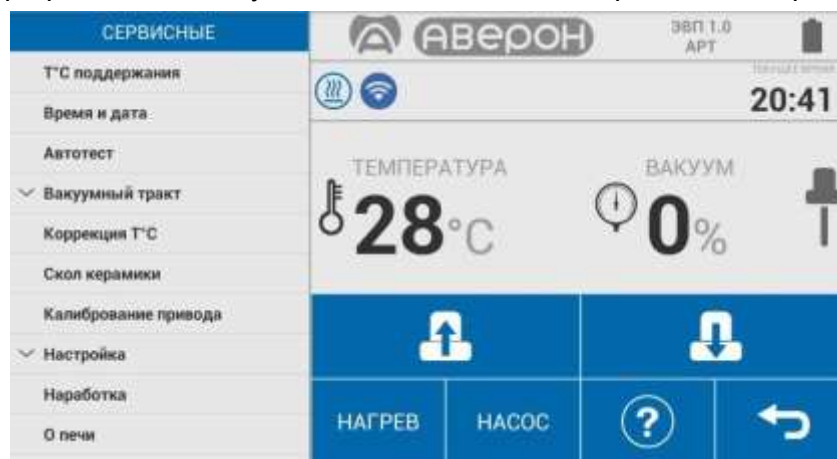 СЕРВИСНЫЕ
Т°С поддержания
Время и дата
Автотест
Вакуумный тракт
Коррекция Т°С
Скол керамики
Калибрование привода
Настройка
Наработка
О печи
АВЕРОН
ЭВП 1.0
АРТ
20:41
ТЕМПЕРАТУРА
28°C
ВАКУУМ
0%
НАГРЕВ
НАСОС
?